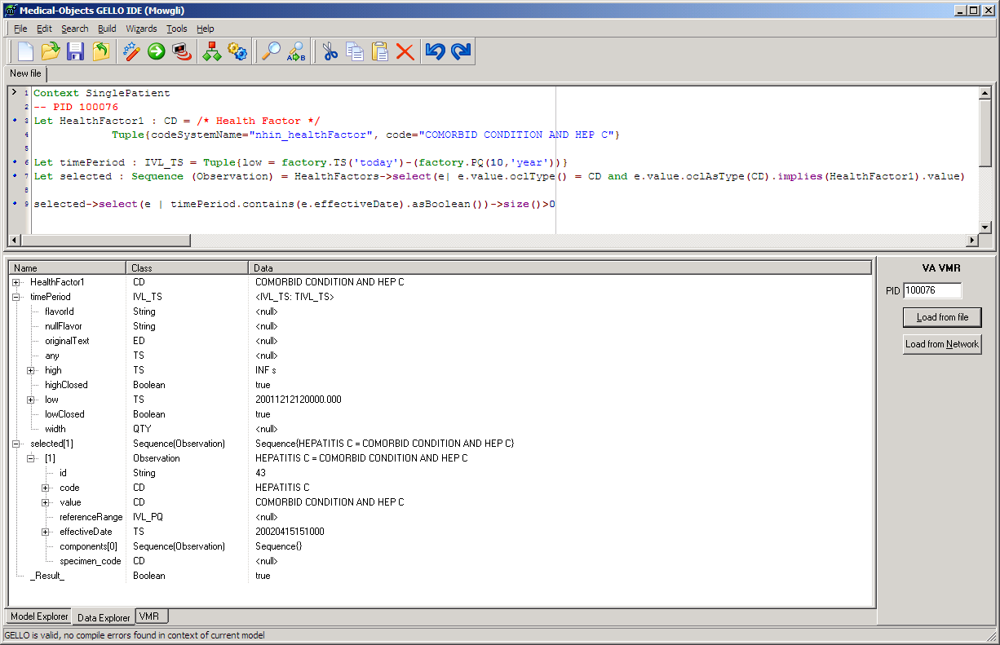 Medical-Objects GELLO IDE (Mowgli)
File Edit Search Build Wizards Tools Help
New file
1 Context SinglePatient
2 -- PID 100076
3 Let HealthFactor1 : CD = /* Health Factor */
4 Tuple{codeSystemName="nhin_healthFactor", code="COMORBID CONDITION AND HEP C"}
5
6 Let timePeriod : IVL_TS = Tuple{low = factory.TS('today')-(factory.PQ(10,'year'))}
7 Let selected : Sequence (Observation) = HealthFactors->select(e| e.value.oclType() = CD and e.value.oclAsType(CD).implies(HealthFactor1).value)
8
9 selected->select(e | timePeriod.contains(e.effectiveDate).asBoolean())->size()>0
Name Class Data
HealthFactor1 CD COMORBID CONDITION AND HEP C
timePeriod IVL_TS <IVL_TS: TIVL_TS>
flavorId String <null>
nullFlavor String <null>
originalText ED <null>
any TS <null>
high TS INF s
highClosed Boolean true
low TS 20011212120000.000
lowClosed Boolean true
width QTY <null>
selected[1] Sequence(Observation) Sequence{HEPATITIS C = COMORBID CONDITION AND HEP C}
[1] Observation HEPATITIS C = COMORBID CONDITION AND HEP C
id String 43
code CD HEPATITIS C
value CD COMORBID CONDITION AND HEP C
referenceRange IVL_PQ <null>
effectiveDate TS 20020415151000
components[0] Sequence(Observation) Sequence{}
specimen_code CD <null>
_Result_ Boolean true
VA VMR
PID 100076
Load from file
Load from Network
Model Explorer Data Explorer VMR
GELLO is valid, no compile errors found in context of current model